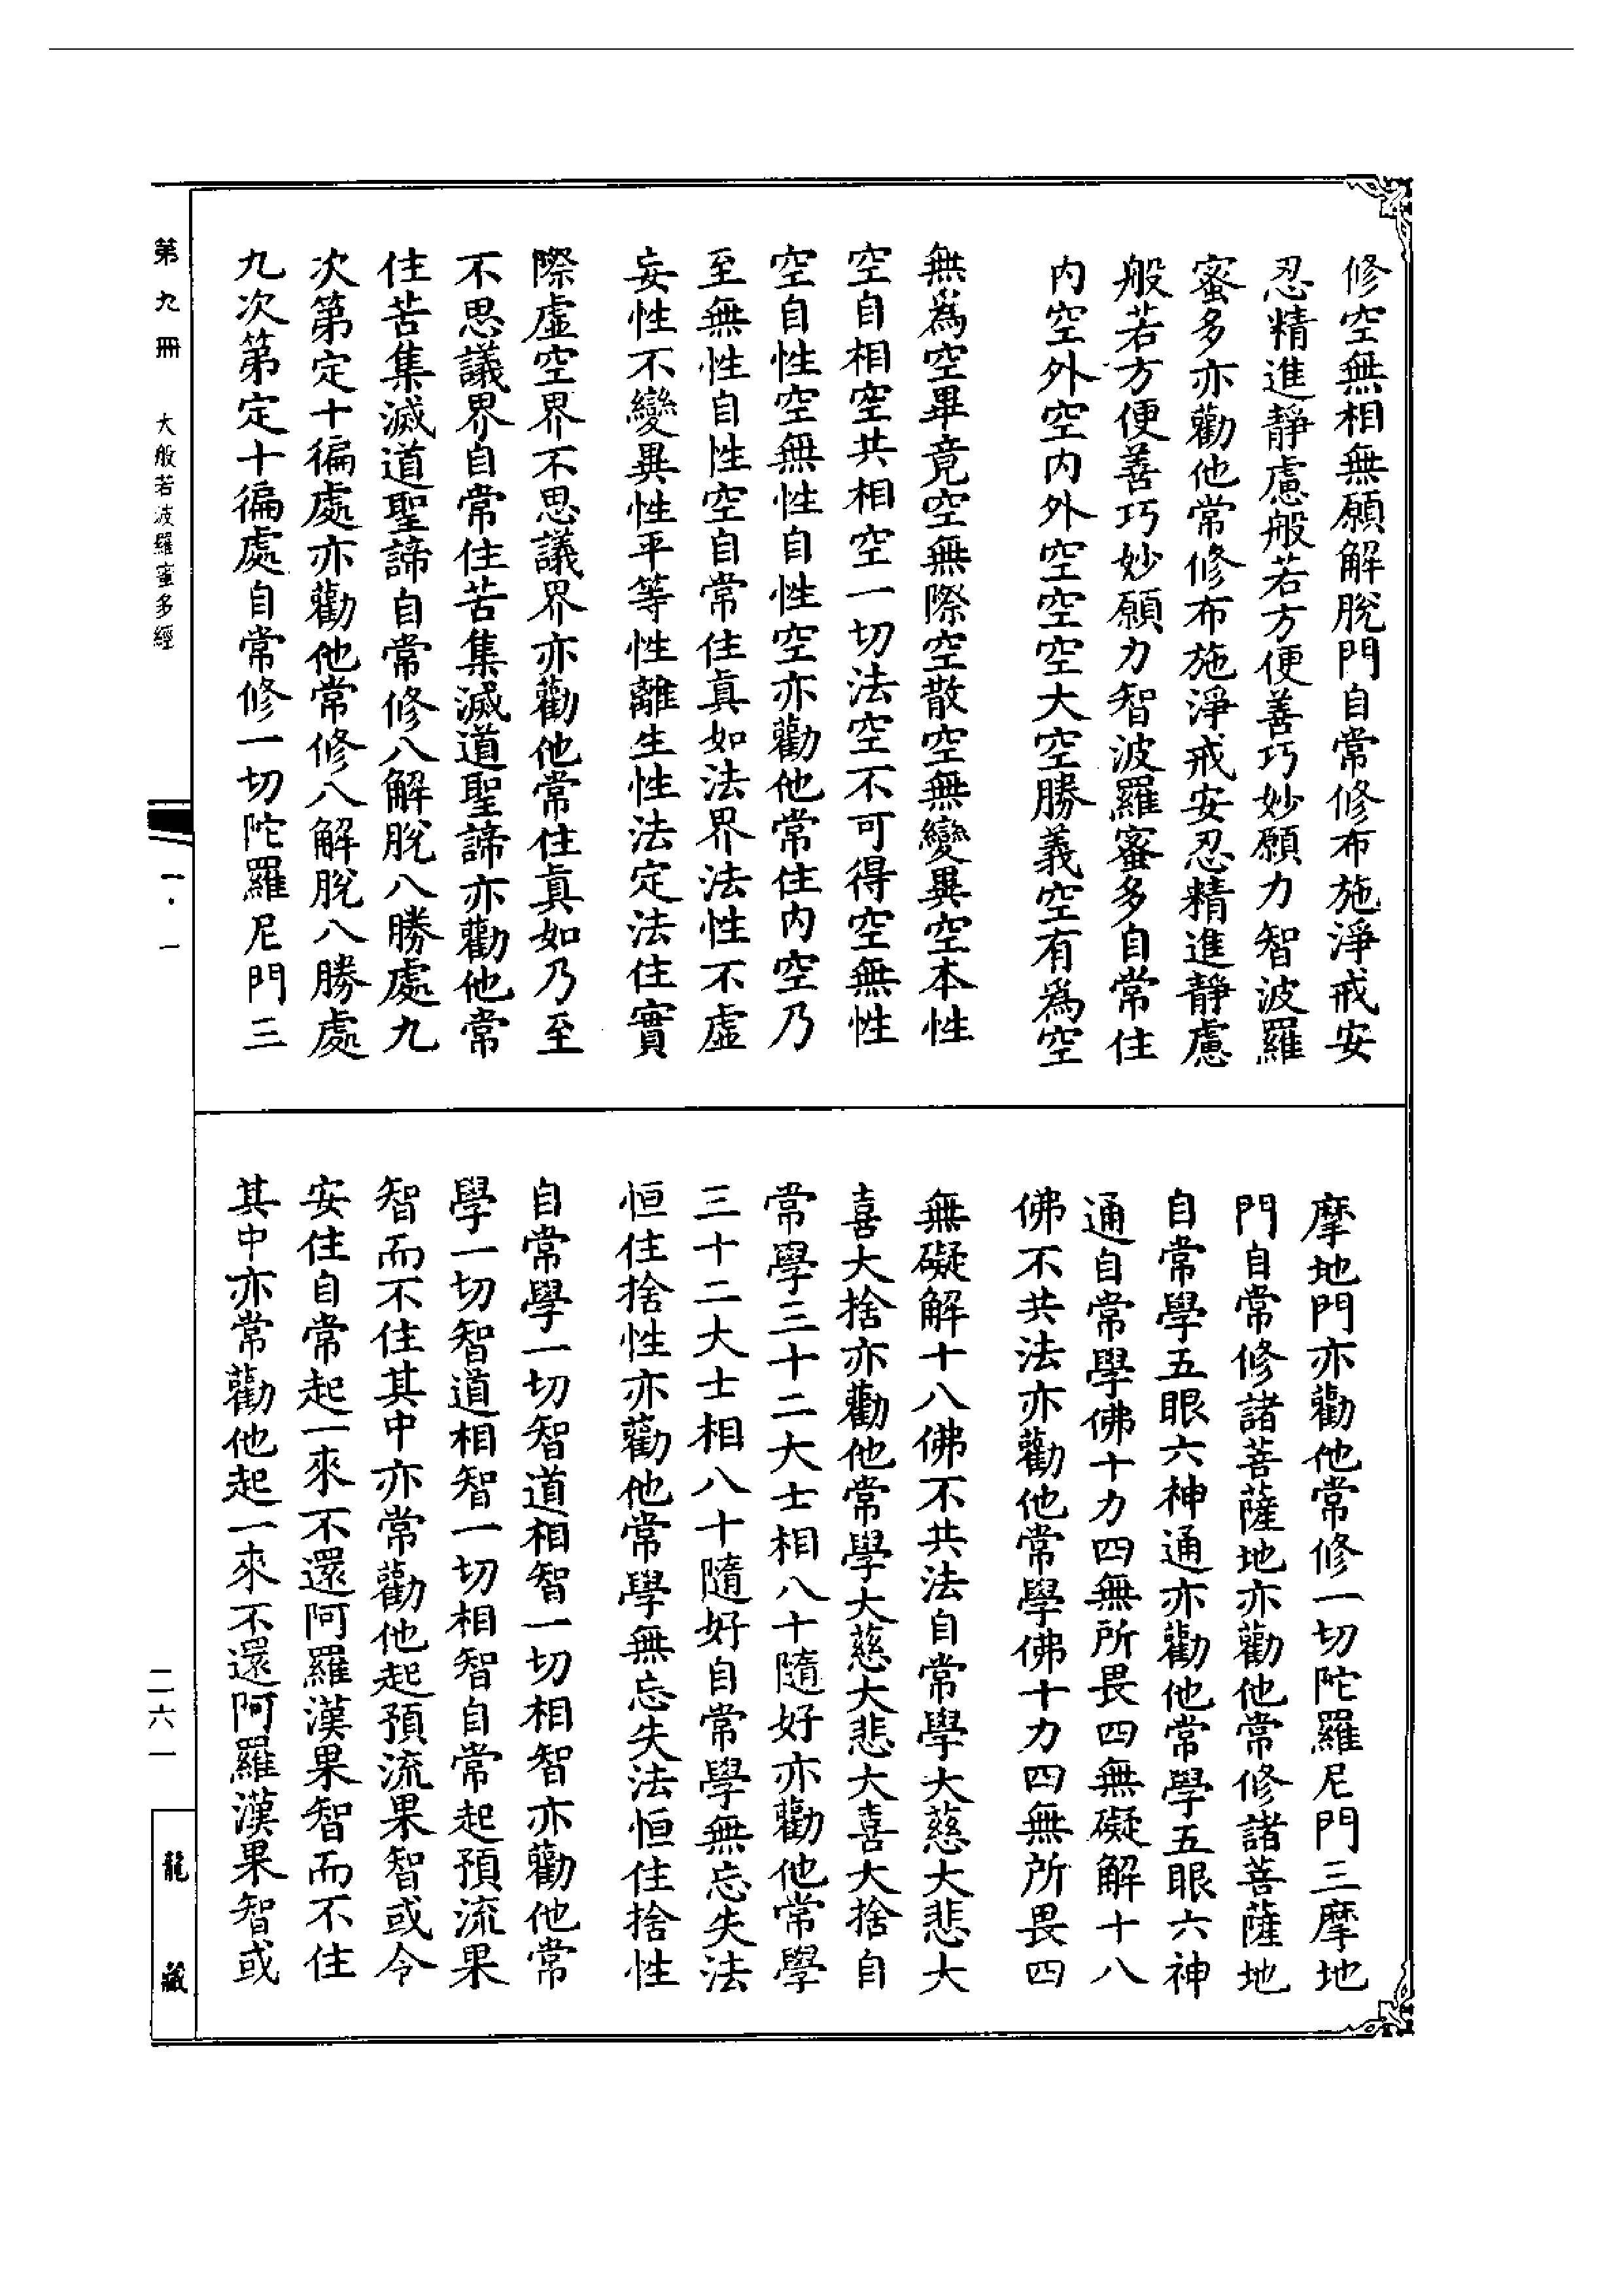 修空無相無願解脫門自常修布施淨戒安
忍精進靜慮般若方便善巧妙願力智波羅
蜜多亦勸他常修布施淨戒安忍精進靜慮
般若方便善巧妙願力智波羅蜜多自常住
內空外空內外空空空大空勝義空有為空
無為空畢竟空無際空散空無變異空本性
空自相空共相空一切法空不可得空無性
空自性空無性自性空亦勸他常住內空乃
至無性自性空自常住真如法界法性不虛
妄性不變異性平等性離生性法定法住實
際虛空界不思議界亦勸他常住真如乃至
不思議界自常住苦集滅道聖諦亦勸他常
住苦集滅道聖諦自常修八解脫八勝處九
次第定十徧處亦勸他常修八解脫八勝處
九次第定十徧處自常修一切陀羅尼門三
摩地門亦勸他常修一切陀羅尼門三摩地
門自常修諸菩薩地亦勸他常修諸菩薩地
自常學五眼六神通亦勸他常學五眼六神
通自常學佛十力四無所畏四無礙解十八
佛不共法亦勸他常學佛十力四無所畏四
無礙解十八佛不共法自常學大慈大悲大
喜大捨亦勸他常學大慈大悲大喜大捨自
常學三十二大士相八十隨好亦勸他常學
三十二大士相八十隨好自常學無忘失法
恒住捨性亦勸他常學無忘失法恒住捨性
自常學一切智道相智一切相智亦勸他常
學一切智道相智一切相智自常起預流果
智而不住其中亦常勸他起預流果智或令
安住自常起一來不還阿羅漢果智而不住
其中亦常勸他起一來不還阿羅漢果智或
第九冊 大般若波羅蜜多經 一·一 二六一 龍藏